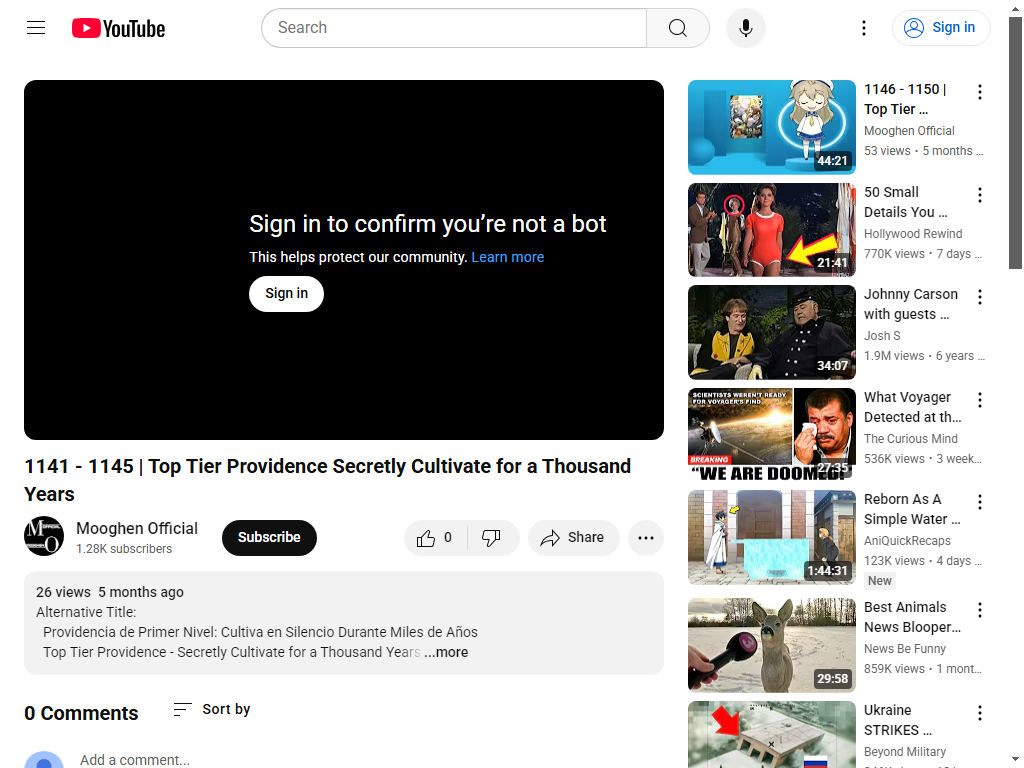 YouTube
Search
Sign in
Sign in to confirm you’re not a bot
This helps protect our community. Learn more
Sign in
1141 - 1145 | Top Tier Providence Secretly Cultivate for a Thousand
Years
Mooghen Official
1.28K subscribers
Subscribe
0
Share
26 views 5 months ago
Alternative Title:
Providencia de Primer Nivel: Cultiva en Silencio Durante Miles de Años
Top Tier Providence - Secretly Cultivate for a Thousand Years ...more
0 Comments
Sort by
Add a comment...
44:21
1146 - 1150 |
Top Tier ...
Mooghen Official
53 views • 5 months ...
21:41
50 Small
Details You ...
Hollywood Rewind
770K views • 7 days ...
34:07
Johnny Carson
with guests ...
Josh S
1.9M views • 6 years ...
SCIENTISTS WEREN'T READY
FOR VOYAGER'S FIND
BREAKING
"WE ARE DOOMED!
27:35
What Voyager
Detected at th...
The Curious Mind
536K views • 3 week...
1:44:31
Reborn As A
Simple Water ...
AniQuickRecaps
123K views • 4 days ...
New
29:58
Best Animals
News Blooper...
News Be Funny
859K views • 1 mont...
Ukraine
STRIKES ...
Beyond Military